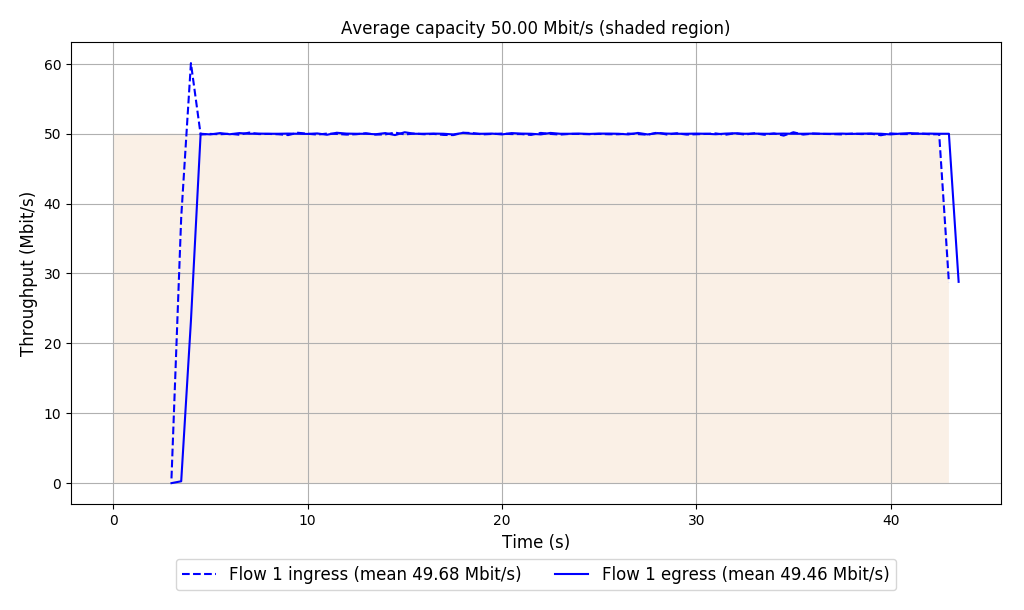 Average capacity 50.00 Mbit/s (shaded region)
Throughput (Mbit/s)
60
50
40
30
20
10
0
0 10 20 30 40
Time (s)
Flow 1 ingress (mean 49.68 Mbit/s) Flow 1 egress (mean 49.46 Mbit/s)